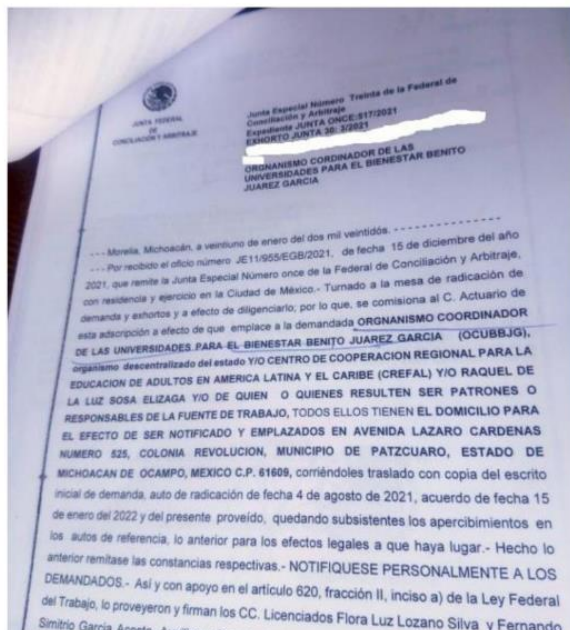 JUNTA FEDERAL
DE
CONCILIACIÓN Y ARBITRAJE
Junta Especial Número Treinta de la Federal de
Conciliación y Arbitraje
Expediente JUNTA ONCE:917/2021
EXHORTO JUNTA 30: 3/2021
ORGNANISMO CORDINADOR DE LAS
UNIVERSIDADES PARA EL BIENESTAR BENITO
JUAREZ GARCIA
- - - Morelia, Michoacán, a veintiuno de enero del dos mil veintidós. - - - - - - - - - - - - - -
- - - Por recibido el oficio número JE11/955/EGB/2021, de fecha 15 de diciembre del año
2021, que remite la Junta Especial Número once de la Federal de Conciliación y Arbitraje,
con residencia y ejercicio en la Ciudad de México.- Turnado a la mesa de radicación de
demanda y exhortos y a efecto de diligenciarlo; por lo que, se comisiona al C. Actuario de
esta adscripción a efecto de que emplace a la demandada ORGNANISMO COORDINADOR
DE LAS UNIVERSIDADES PARA EL BIENESTAR BENITO JUAREZ GARCIA (OCUBBJG),
organismo descentralizado del estado Y/O CENTRO DE COOPERACION REGIONAL PARA LA
EDUCACION DE ADULTOS EN AMERICA LATINA Y EL CARIBE (CREFAL) Y/O RAQUEL DE
LA LUZ SOSA ELIZAGA Y/O DE QUIEN O QUIENES RESULTEN SER PATRONES O
RESPONSABLES DE LA FUENTE DE TRABAJO, TODOS ELLOS TIENEN EL DOMICILIO PARA
EL EFECTO DE SER NOTIFICADO Y EMPLAZADOS EN AVENIDA LAZARO CARDENAS
NUMERO 525, COLONIA REVOLUCION, MUNICIPIO DE PATZCUARO, ESTADO DE
MICHOACAN DE OCAMPO, MEXICO C.P. 61609, corriéndoles traslado con copia del escrito
inicial de demanda, auto de radicación de fecha 4 de agosto de 2021, acuerdo de fecha 15
de enero del 2022 y del presente proveído, quedando subsistentes los apercibimientos en
los autos de referencia, lo anterior para los efectos legales a que haya lugar.- Hecho lo
anterior remítase las constancias respectivas.- NOTIFIQUESE PERSONALMENTE A LOS
DEMANDADOS.- Así y con apoyo en el artículo 620, fracción II, inciso a) de la Ley Federal
del Trabajo, lo proveyeron y firman los CC. Licenciados Flora Luz Lozano Silva y Fernando
Simitrio García Acosta,